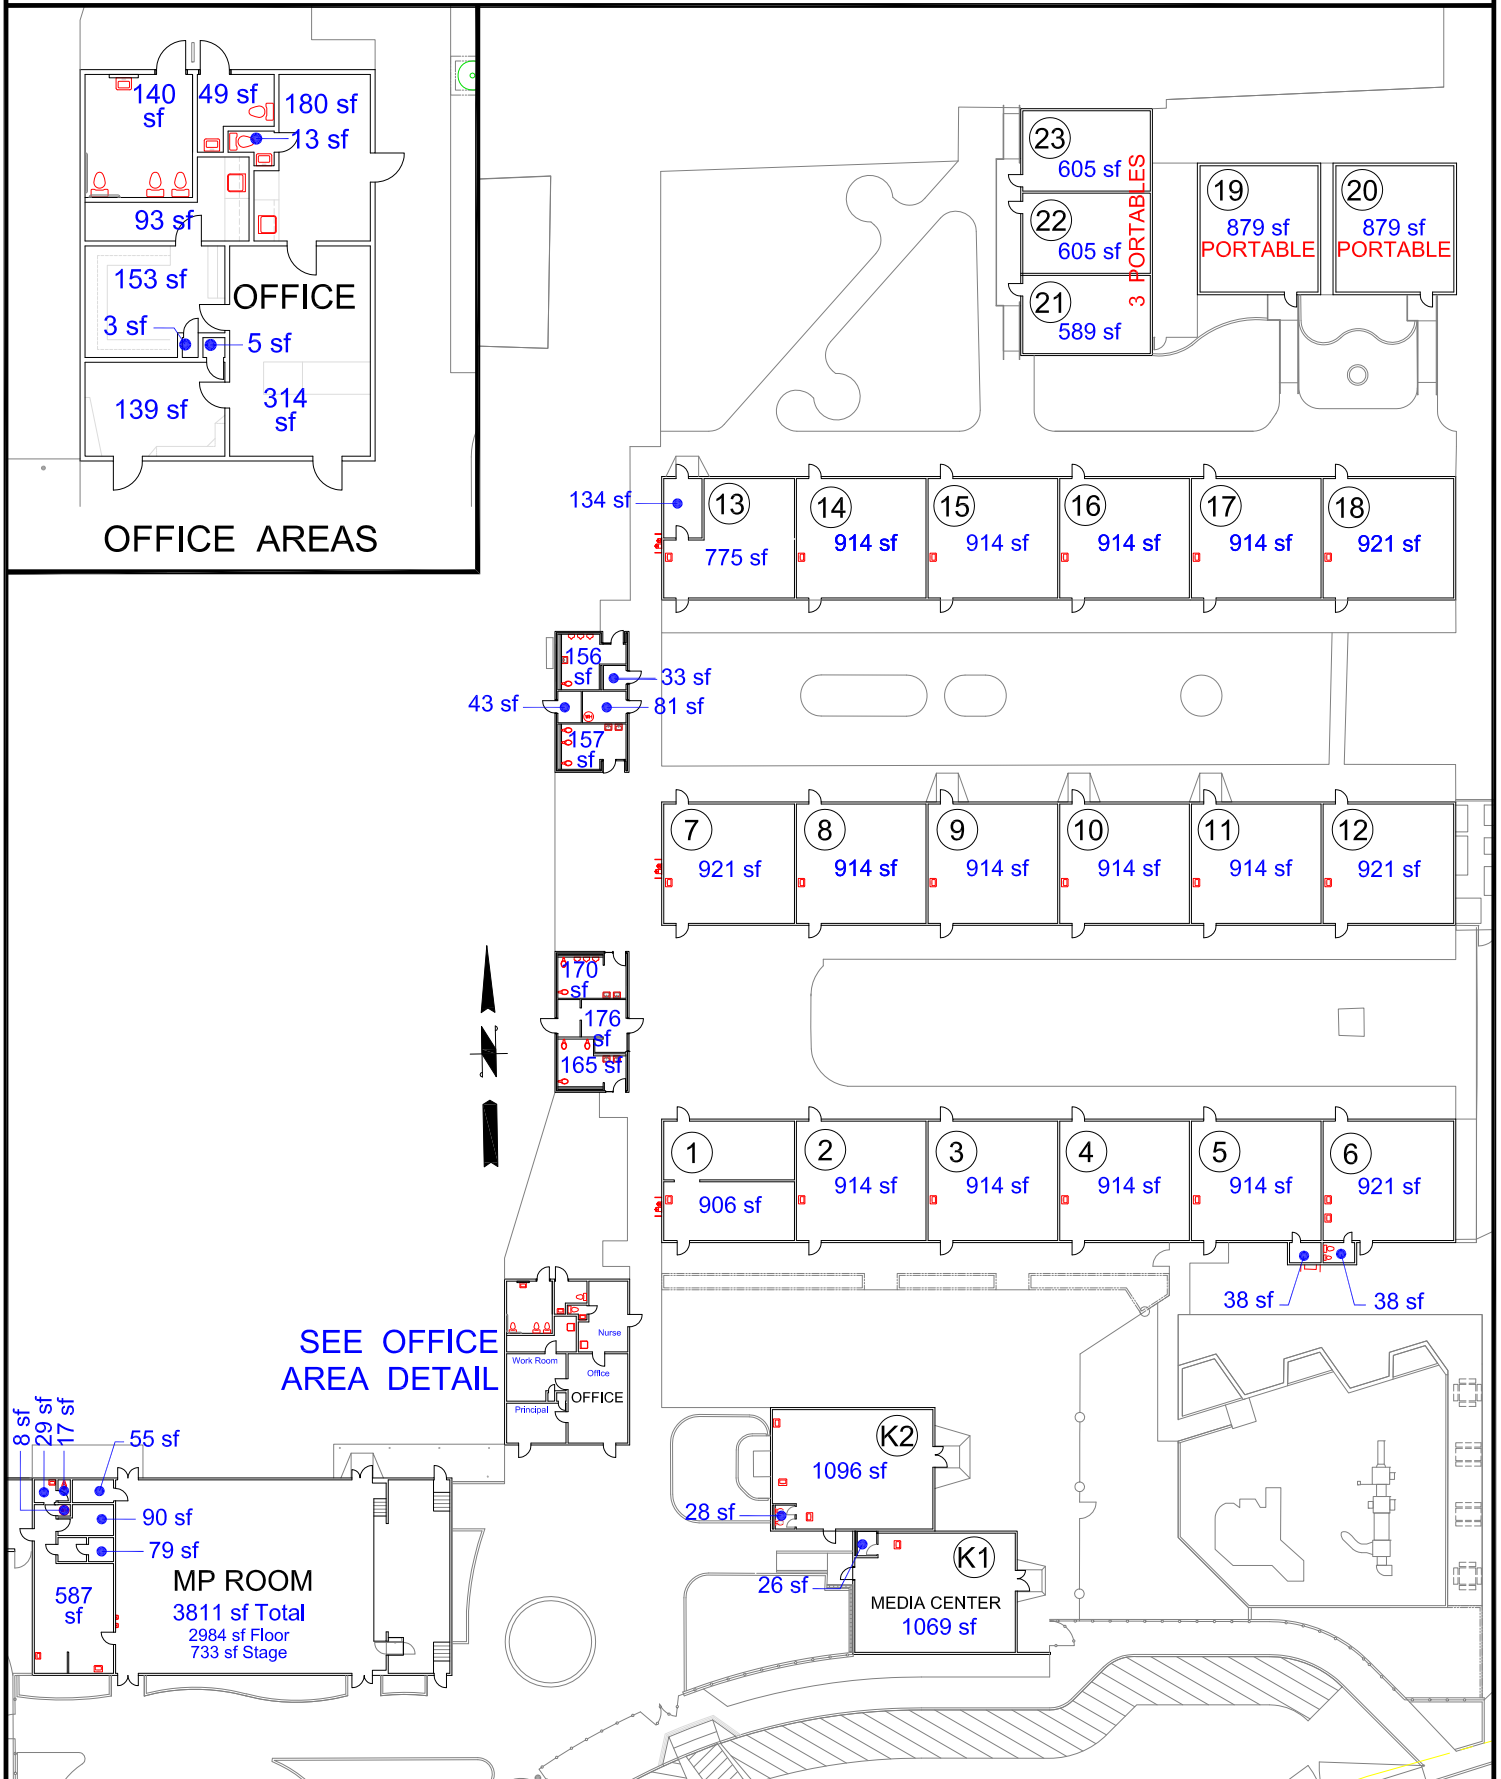 140
sf
49 sf
180 sf
13 sf
93 sf
153 sf
OFFICE
3 sf
5 sf
139 sf
314
sf
OFFICE AREAS
23
605 sf
22
605 sf
21
589 sf
3 PORTABLES
19
879 sf
PORTABLE
20
879 sf
PORTABLE
134 sf
13
775 sf
14
914 sf
15
914 sf
16
914 sf
17
914 sf
18
921 sf
156
sf
33 sf
43 sf
81 sf
157
sf
7
921 sf
8
914 sf
9
914 sf
10
914 sf
11
914 sf
12
921 sf
170
sf
176
sf
165 sf
N
1
906 sf
2
914 sf
3
914 sf
4
914 sf
5
914 sf
6
921 sf
38 sf
38 sf
SEE OFFICE
AREA DETAIL
Nurse
Work Room
Office
OFFICE
Principal
8 sf
29 sf
17 sf
55 sf
90 sf
79 sf
587
sf
MP ROOM
3811 sf Total
2984 sf Floor
733 sf Stage
K2
1096 sf
28 sf
K1
26 sf
MEDIA CENTER
1069 sf